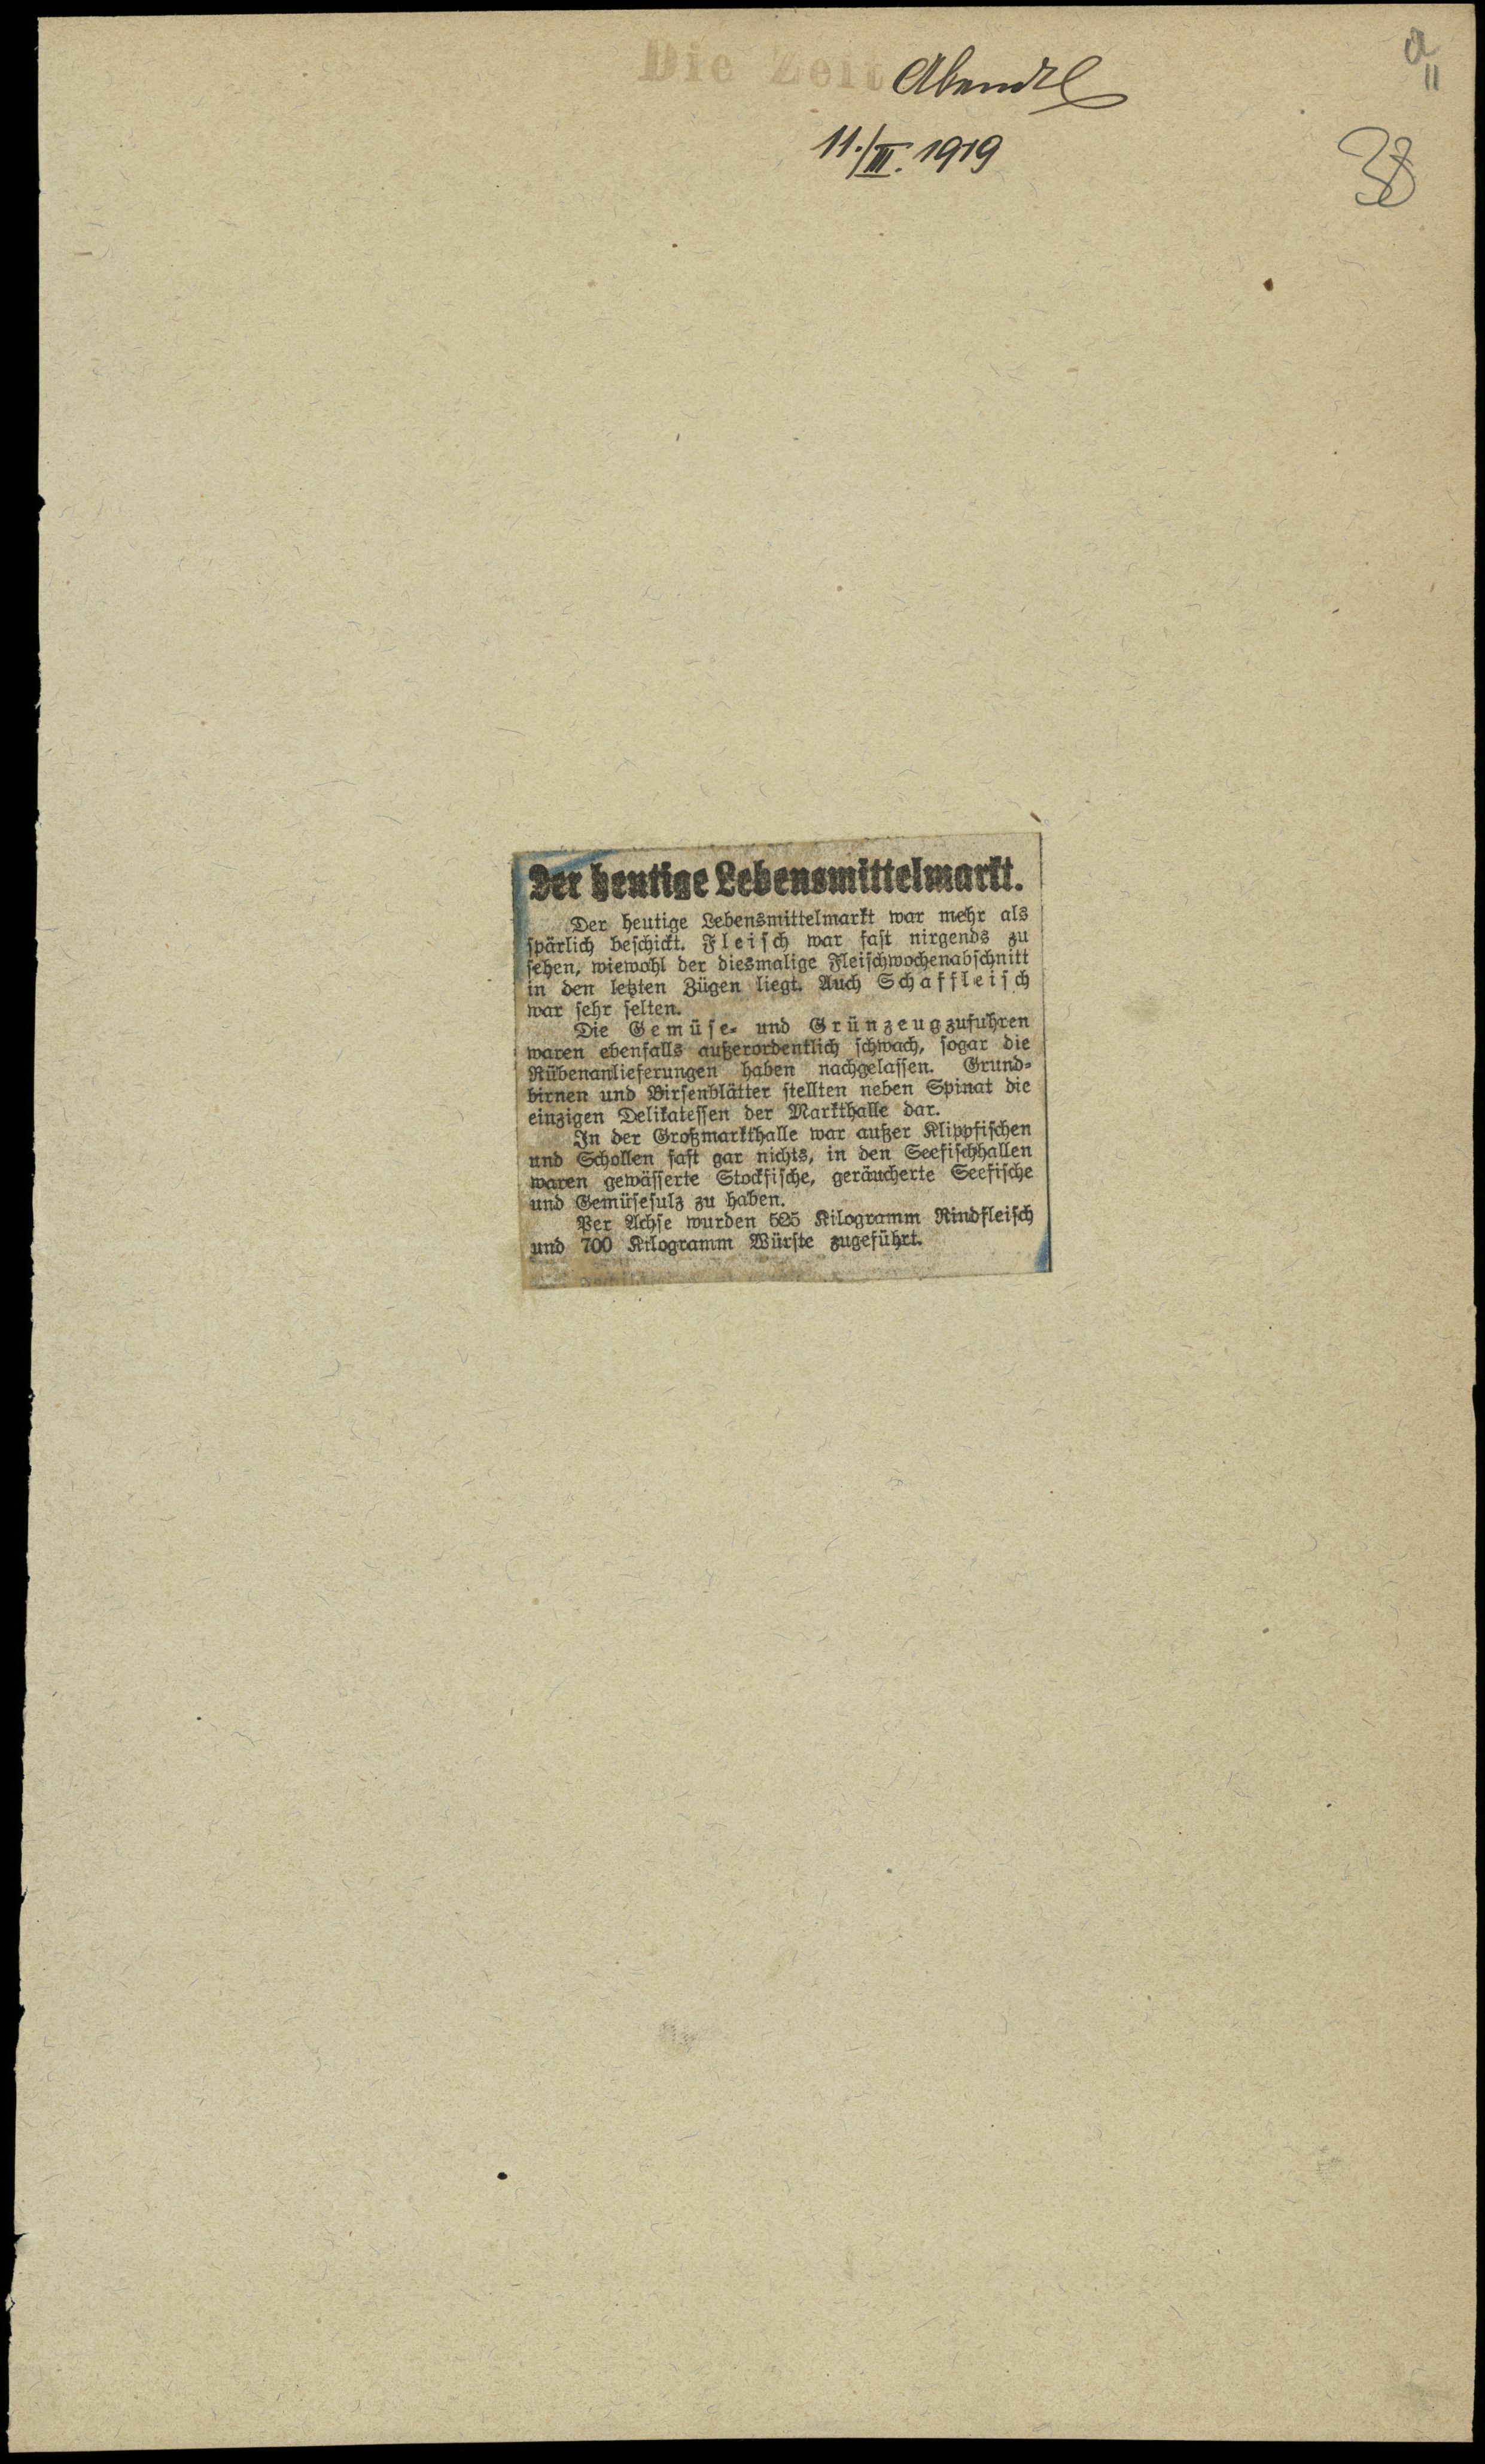 Die Zeit Abendbl
11./III. 1919
a
11
38
Der heutige Lebensmittelmarkt.
Der heutige Lebensmittelmarkt war mehr als
spärlich beschickt. Fleisch war fast nirgends zu
sehen, wiewohl der diesmalige Fleischwochenabschnitt
in den letzten Zügen liegt. Auch Schaffleisch
war sehr selten.
Die Gemüse- und Grünzeugzufuhren
waren ebenfalls außerordentlich schwach, sogar die
Rübenanlieferungen haben nachgelassen. Grund-
birnen und Birsenblätter stellten neben Spinat die
einzigen Delikatessen der Markthalle dar.
In der Großmarkthalle war außer Klippfischen
und Schollen fast gar nichts, in den Seefischhallen
waren gewässerte Stockfische, geräucherte Seefische
und Gemüsesulz zu haben.
Per Achse wurden 525 Kilogramm Rindfleisch
und 700 Kilogramm Würste zugeführt.